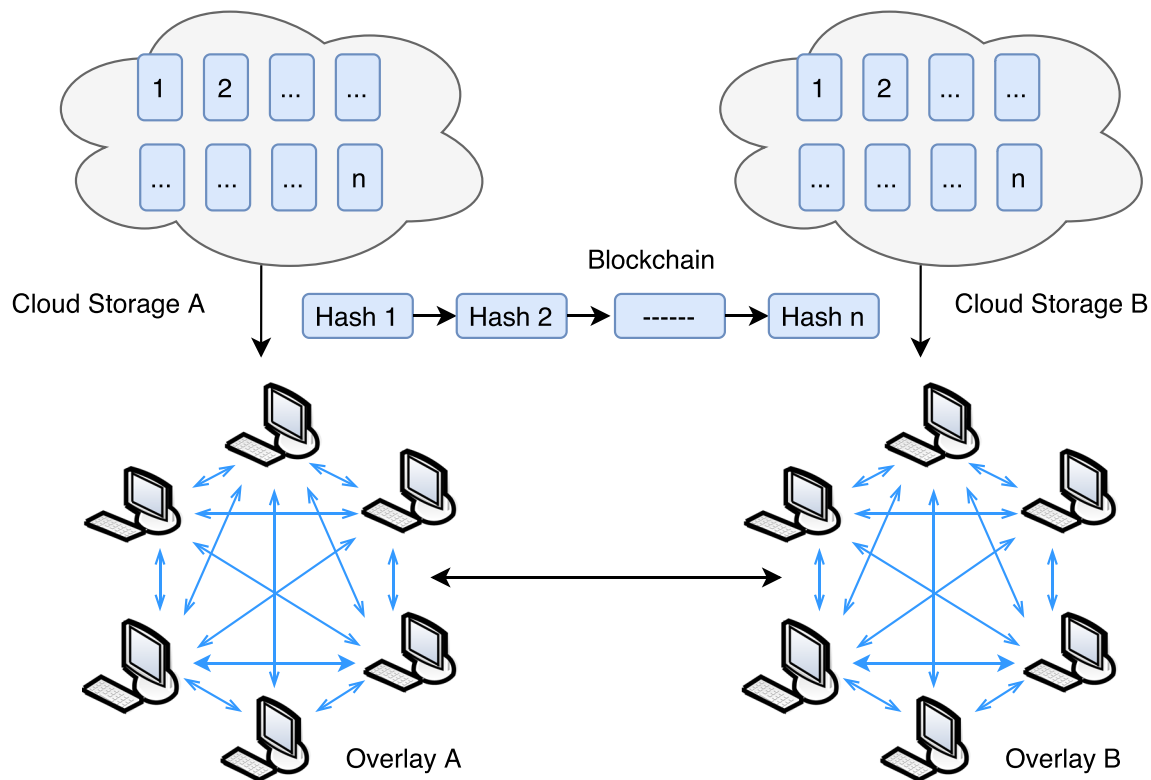 1 2 ... ...
1 2 ... ...
... ... ... n
... ... ... n
Blockchain
Cloud Storage A
Cloud Storage B
Hash 1 Hash 2 ------ Hash n
Overlay A
Overlay B